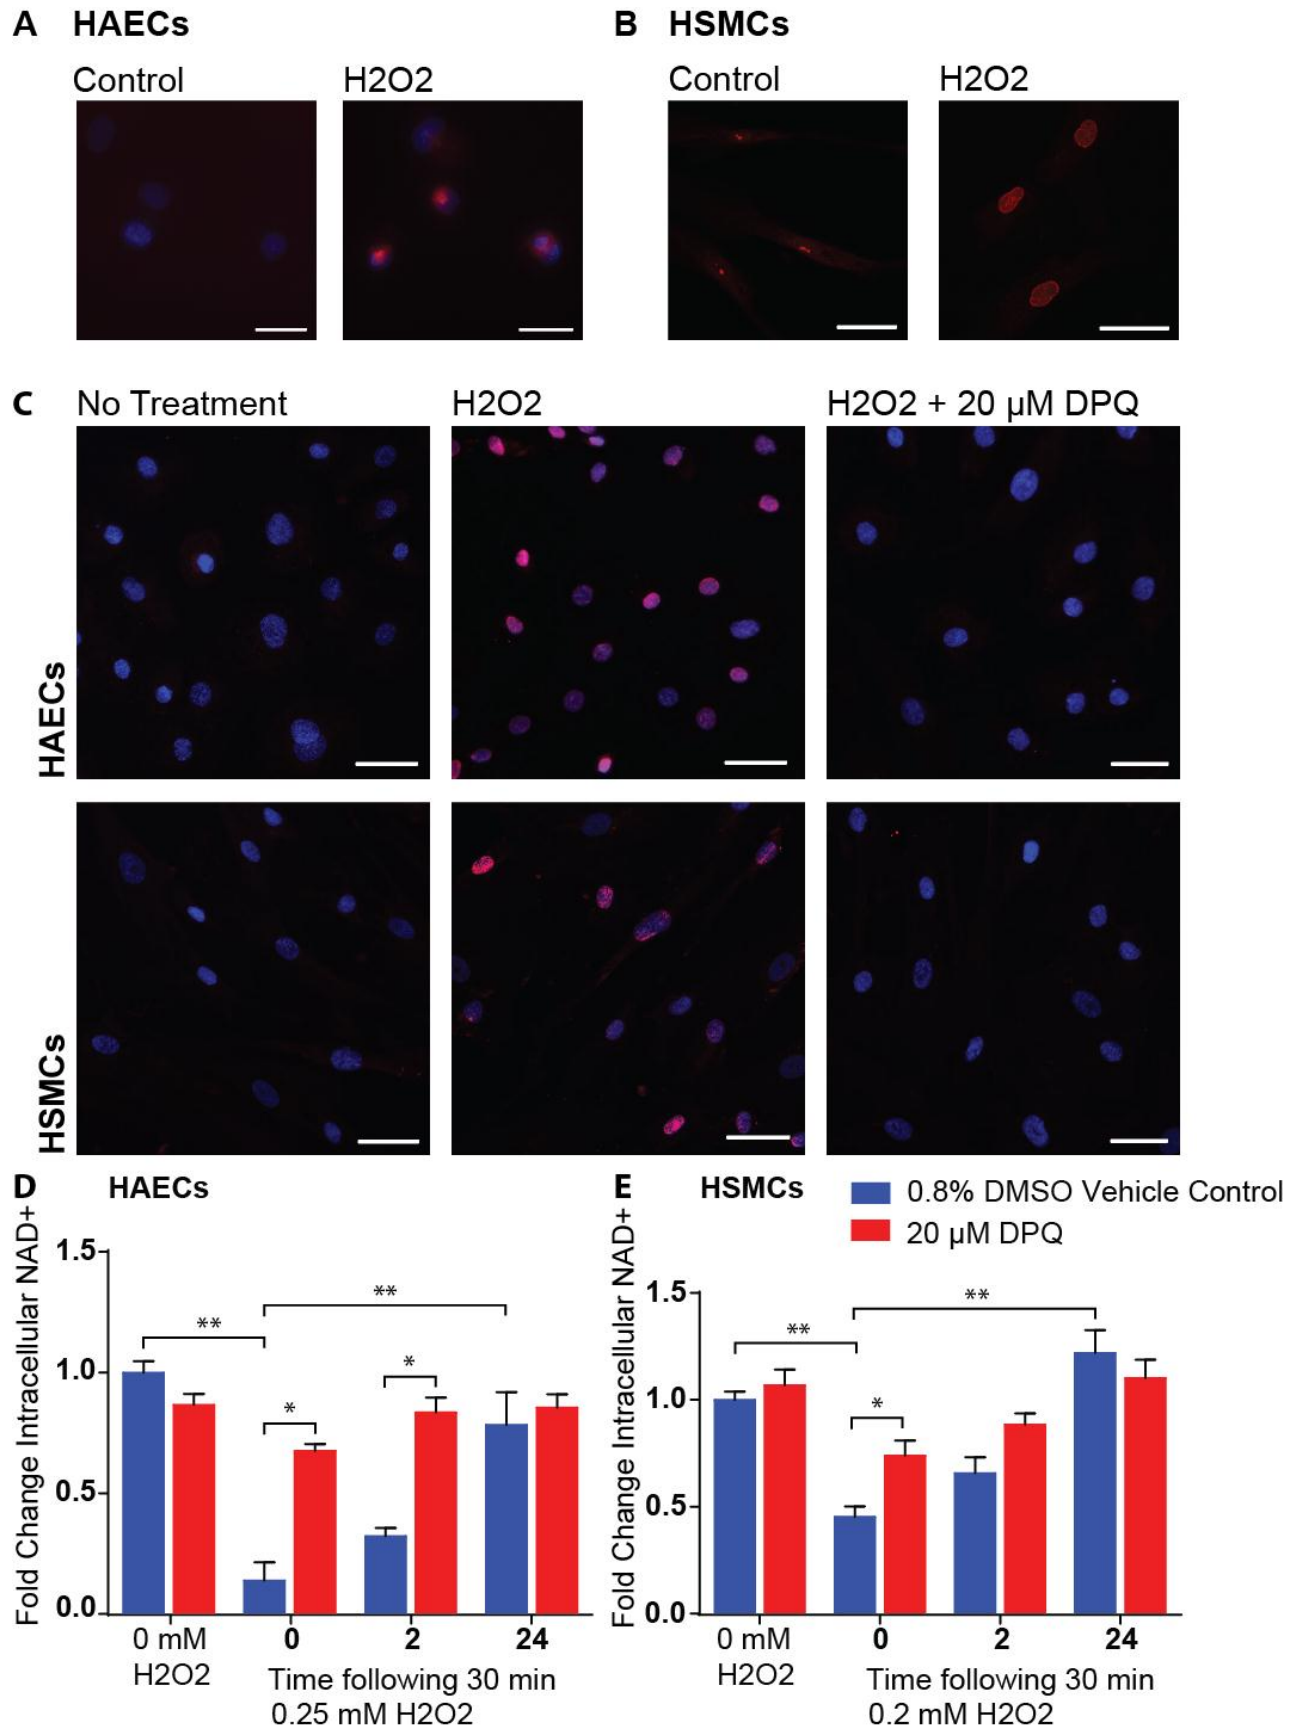 A HAECs
B HSMCs
Control
H2O2
Control
H2O2
C
No Treatment
H2O2
H2O2 + 20 µM DPQ
HAECs
HSMCs
D HAECs
E HSMCs
0.8% DMSO Vehicle Control
20 µM DPQ
Fold Change Intracellular NAD+
1.5
1.0
0.5
0.0
**
**
*
*
0 mM
H2O2
0
2
24
Time following 30 min
0.25 mM H2O2
Fold Change Intracellular NAD+
1.5
1.0
0.5
0.0
**
**
*
0 mM
H2O2
0
2
24
Time following 30 min
0.2 mM H2O2